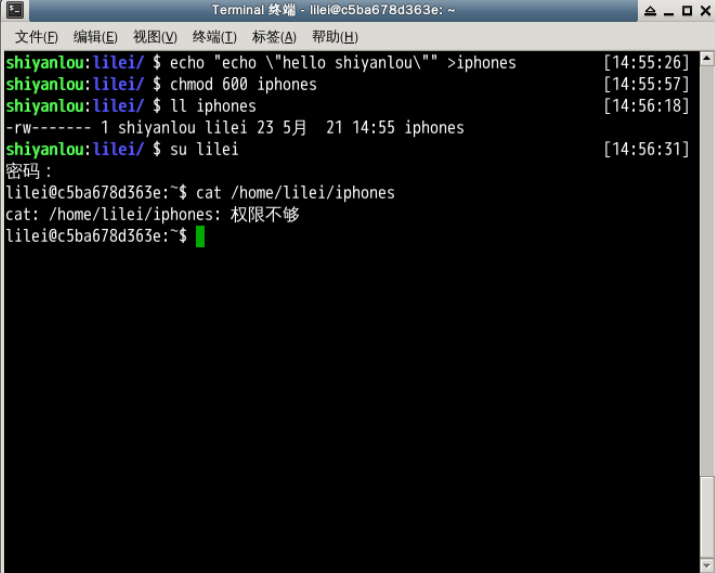 Terminal 终端 - lilei@c5ba678d363e: ~
文件(F) 编辑(E) 视图(V) 终端(T) 标签(A) 帮助(H)
shiyanlou:lilei/ $ echo "echo \"hello shiyanlou\"" >iphones [14:55:26]
shiyanlou:lilei/ $ chmod 600 iphones [14:55:57]
shiyanlou:lilei/ $ ll iphones [14:56:18]
-rw------- 1 shiyanlou lilei 23 5月  21 14:55 iphones
shiyanlou:lilei/ $ su lilei [14:56:31]
密码：
lilei@c5ba678d363e:~$ cat /home/lilei/iphones
cat: /home/lilei/iphones: 权限不够
lilei@c5ba678d363e:~$